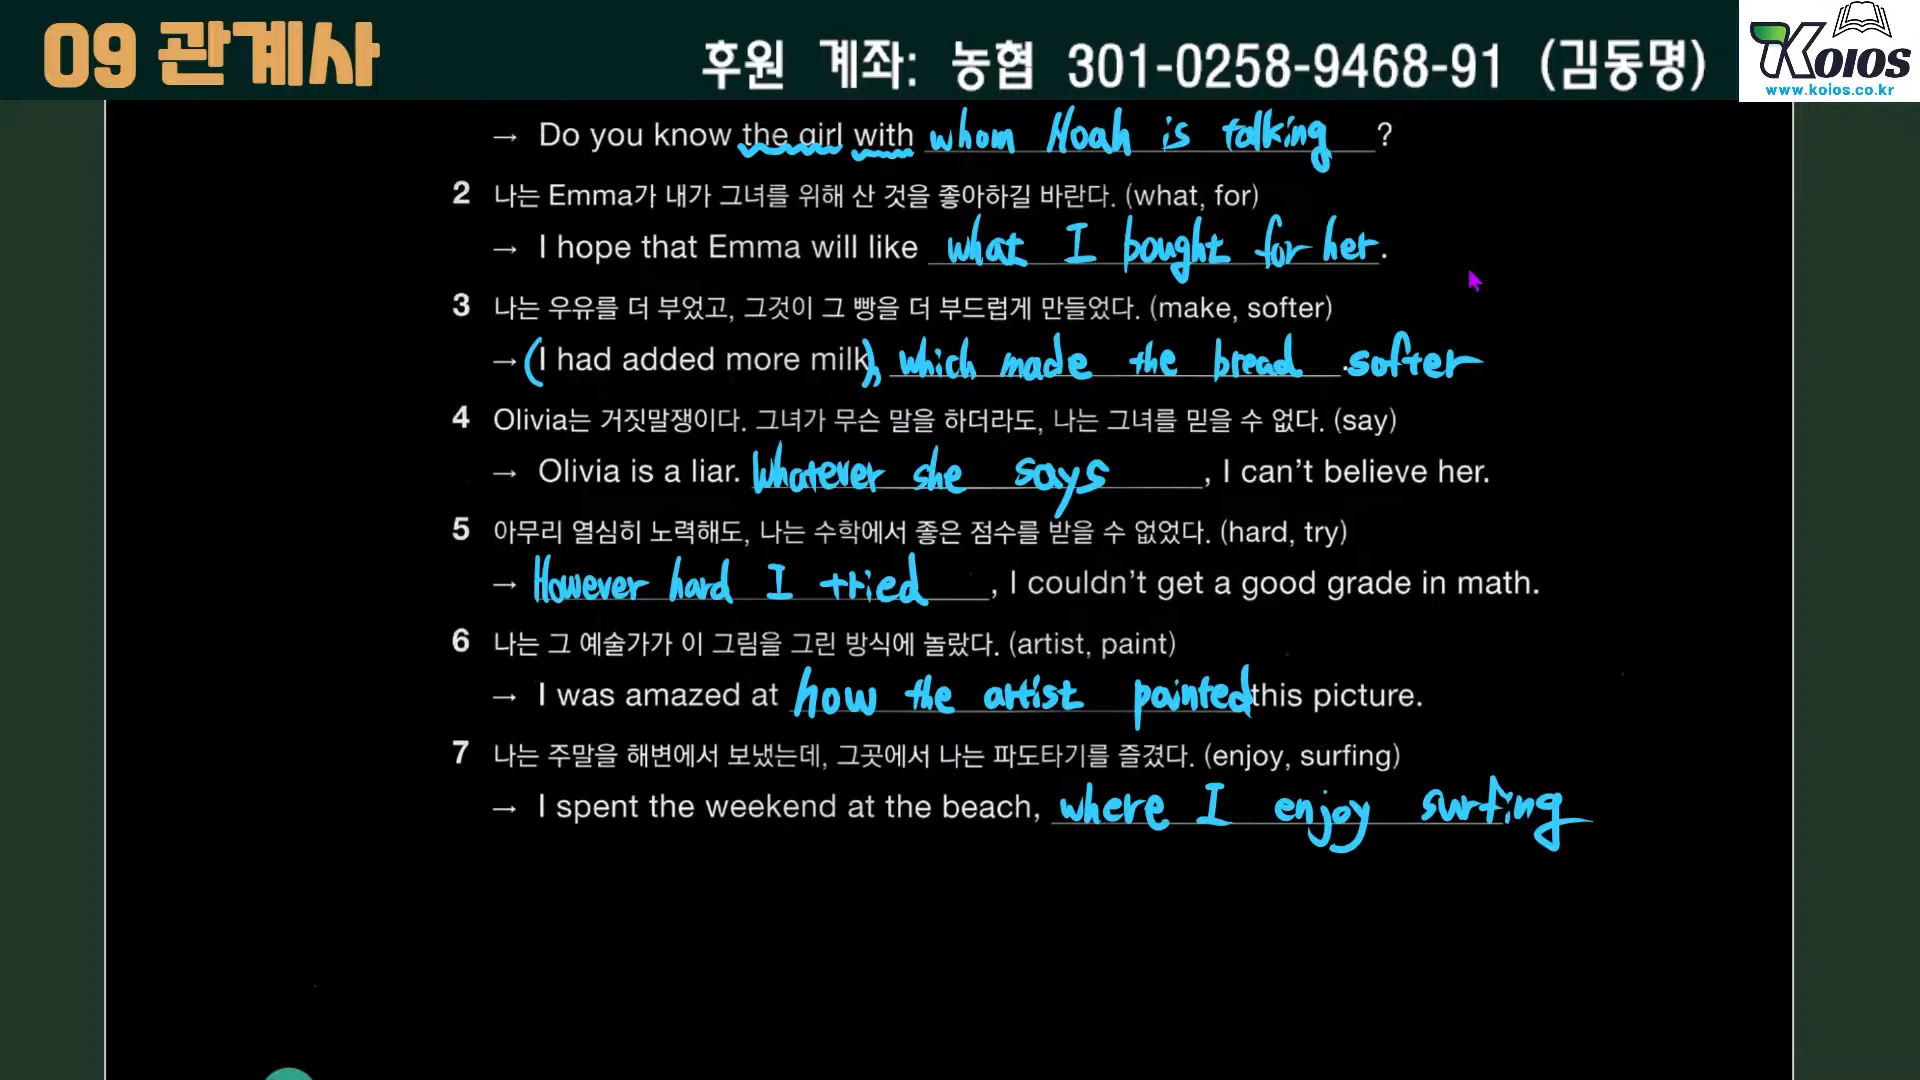 09 관계사
후원 계좌: 농협 301-0258-9468-91 (김동명)
KOIOS
www.koios.co.kr
→ Do you know the girl with whom Noah is talking ?
2 나는 Emma가 내가 그녀를 위해 산 것을 좋아하길 바란다. (what, for)
→ I hope that Emma will like what I bought for her.
3 나는 우유를 더 부었고, 그것이 그 빵을 더 부드럽게 만들었다. (make, softer)
→ (I had added more milk), which made the bread . softer
4 Olivia는 거짓말쟁이다. 그녀가 무슨 말을 하더라도, 나는 그녀를 믿을 수 없다. (say)
→ Olivia is a liar. Whatever she says , I can't believe her.
5 아무리 열심히 노력해도, 나는 수학에서 좋은 점수를 받을 수 없었다. (hard, try)
→ However hard I tried , I couldn't get a good grade in math.
6 나는 그 예술가가 이 그림을 그린 방식에 놀랐다. (artist, paint)
→ I was amazed at how the artist painted this picture.
7 나는 주말을 해변에서 보냈는데, 그곳에서 나는 파도타기를 즐겼다. (enjoy, surfing)
→ I spent the weekend at the beach, where I enjoy surfing